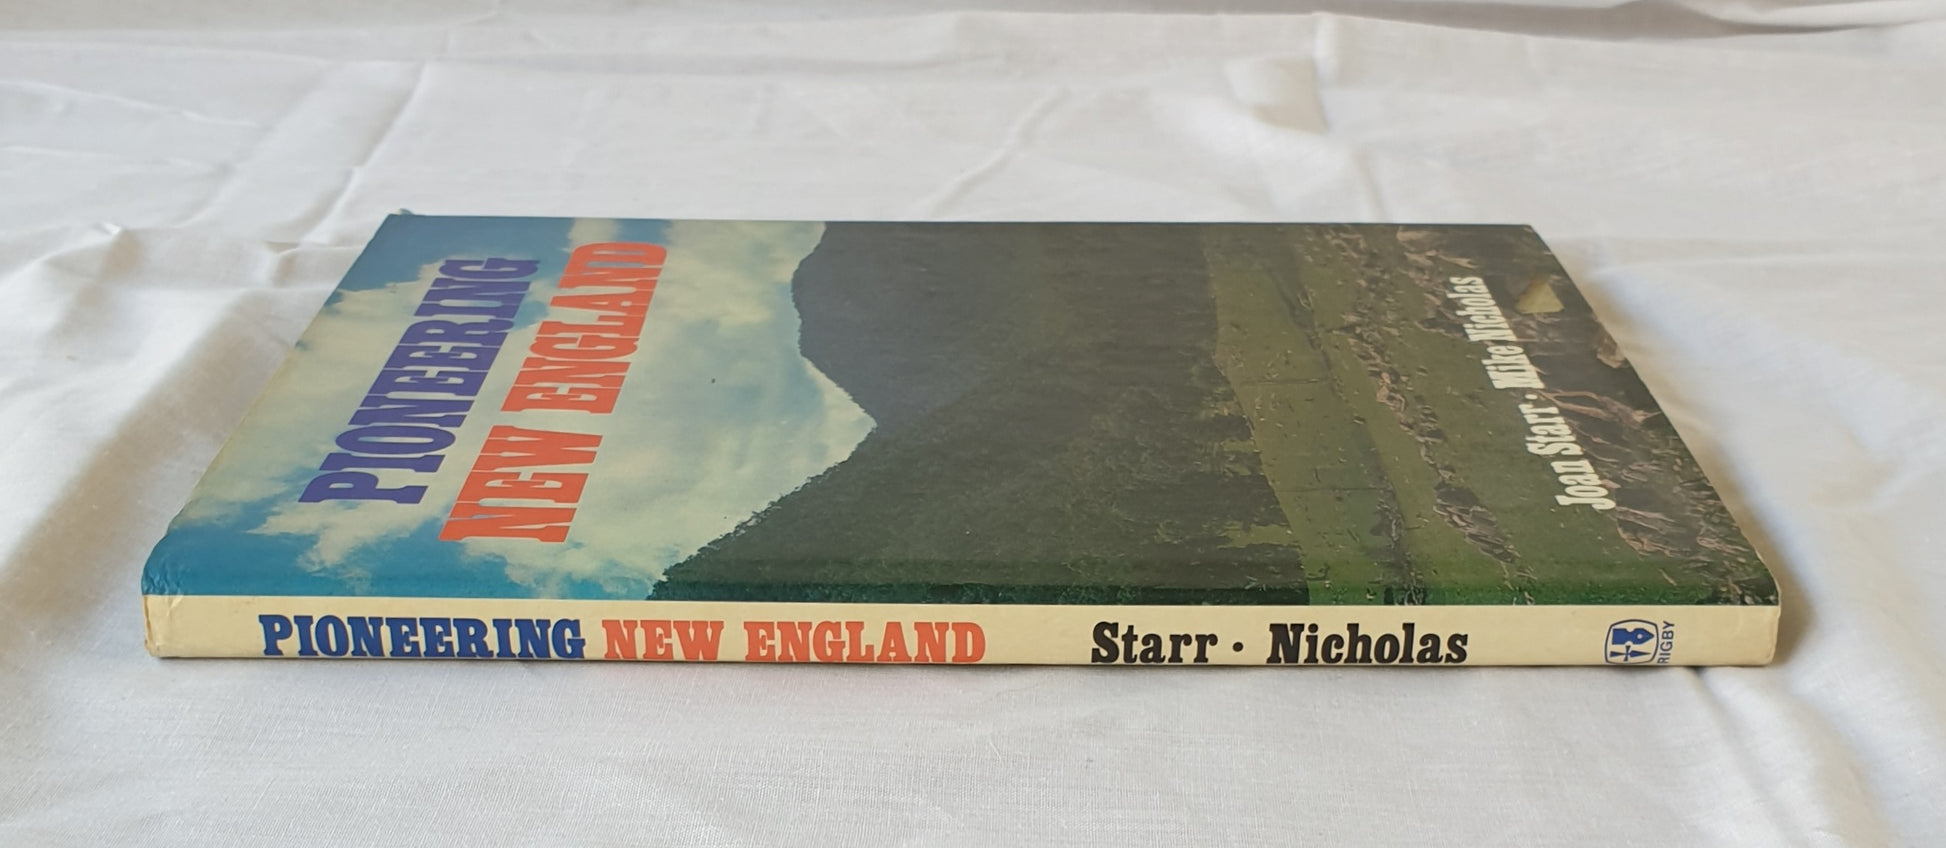 PIONEERING
NEW ENGLAND
Joan Starr · Mike Nicholas
PIONEERING NEW ENGLAND Starr · Nicholas RIGBY